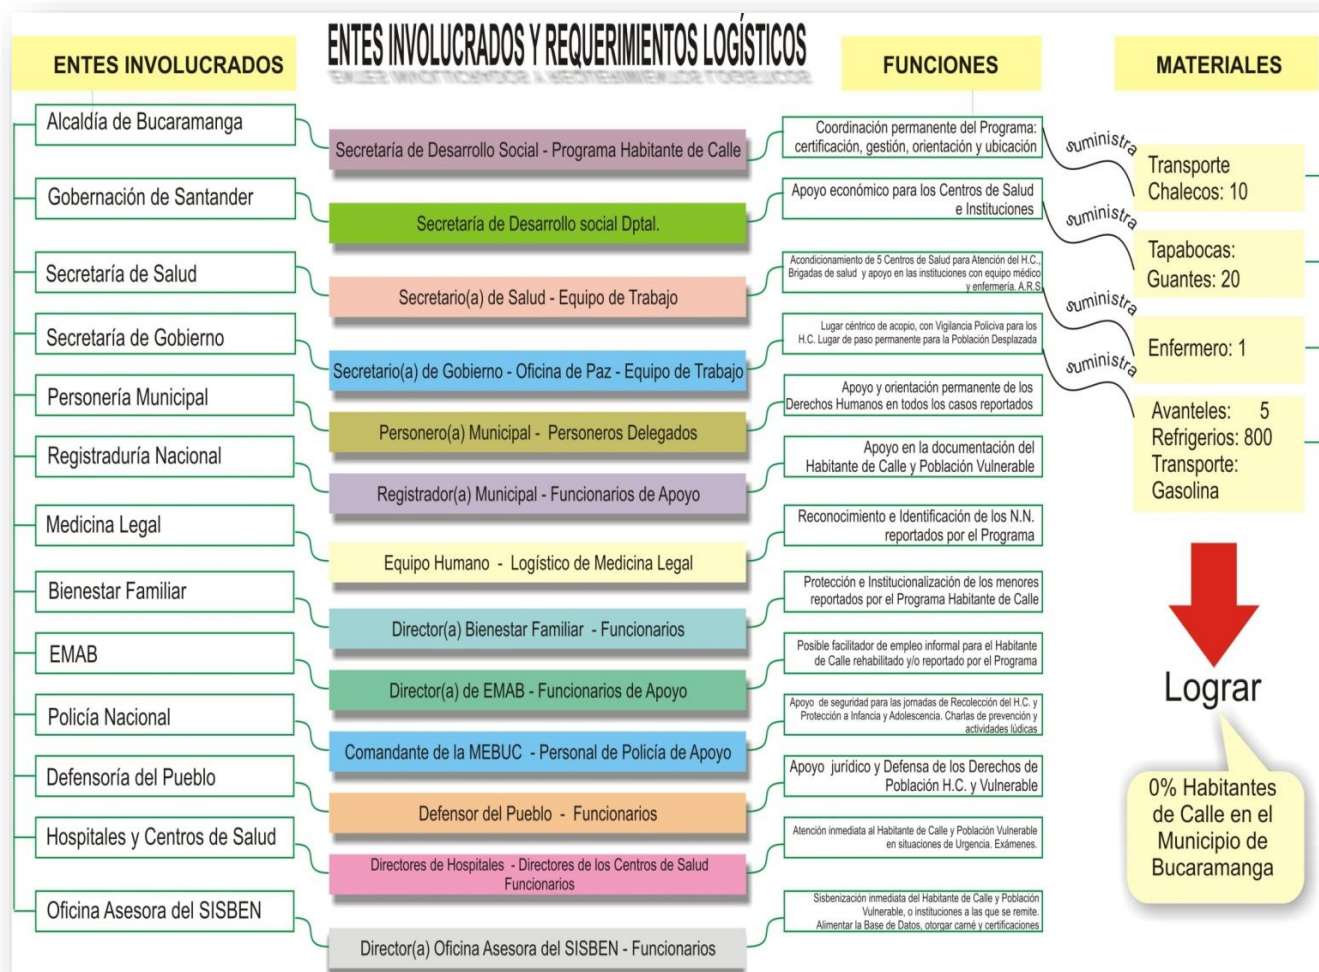 ENTES INVOLUCRADOS Y REQUERIMIENTOS LOGÍSTICOS
ENTES INVOLUCRADOS
Alcaldía de Bucaramanga
Gobernación de Santander
Secretaría de Salud
Secretaría de Gobierno
Personería Municipal
Registraduría Nacional
Medicina Legal
Bienestar Familiar
EMAB
Policía Nacional
Defensoría del Pueblo
Hospitales y Centros de Salud
Oficina Asesora del SISBEN
Secretaría de Desarrollo Social - Programa Habitante de Calle
Secretaría de Desarrollo social Dptal.
Secretario(a) de Salud - Equipo de Trabajo
Secretario(a) de Gobierno - Oficina de Paz - Equipo de Trabajo
Personero(a) Municipal - Personeros Delegados
Registrador(a) Municipal - Funcionarios de Apoyo
Equipo Humano - Logístico de Medicina Legal
Director(a) Bienestar Familiar - Funcionarios
Director(a) de EMAB - Funcionarios de Apoyo
Comandante de la MEBUC - Personal de Policía de Apoyo
Defensor del Pueblo - Funcionarios
Directores de Hospitales - Directores de los Centros de Salud
Funcionarios
Director(a) Oficina Asesora del SISBEN - Funcionarios
FUNCIONES
Coordinación permanente del Programa:
certificación, gestión, orientación y ubicación
Apoyo económico para los Centros de Salud
e Instituciones
Acondicionamiento de 5 Centros de Salud para Atención del H.C.,
Brigadas de salud y apoyo en las instituciones con equipo médico
y enfermería. A.R.S
Lugar céntrico de acopio, con Vigilancia Policiva para los
H.C. Lugar de paso permanente para la Población Desplazada
Apoyo y orientación permanente de los
Derechos Humanos en todos los casos reportados
Apoyo en la documentación del
Habitante de Calle y Población Vulnerable
Reconocimiento e Identificación de los N.N.
reportados por el Programa
Protección e Institucionalización de los menores
reportados por el Programa Habitante de Calle
Posible facilitador de empleo informal para el Habitante
de Calle rehabilitado y/o reportado por el Programa
Apoyo de seguridad para las jornadas de Recolección del H.C. y
Protección a Infancia y Adolescencia. Charlas de prevención y
actividades lúdicas
Apoyo jurídico y Defensa de los Derechos de
Población H.C. y Vulnerable
Atención inmediata al Habitante de Calle y Población Vulnerable
en situaciones de Urgencia. Exámenes.
Sisbenización inmediata del Habitante de Calle y Población
Vulnerable, o instituciones a las que se remite.
Alimentar la Base de Datos, otorgar carné y certificaciones
MATERIALES
suministra
Transporte
Chalecos: 10
suministra
Tapabocas:
Guantes: 20
suministra
Enfermero: 1
suministra
Avanteles: 5
Refrigerios: 800
Transporte:
Gasolina
Lograr
0% Habitantes
de Calle en el
Municipio de
Bucaramanga